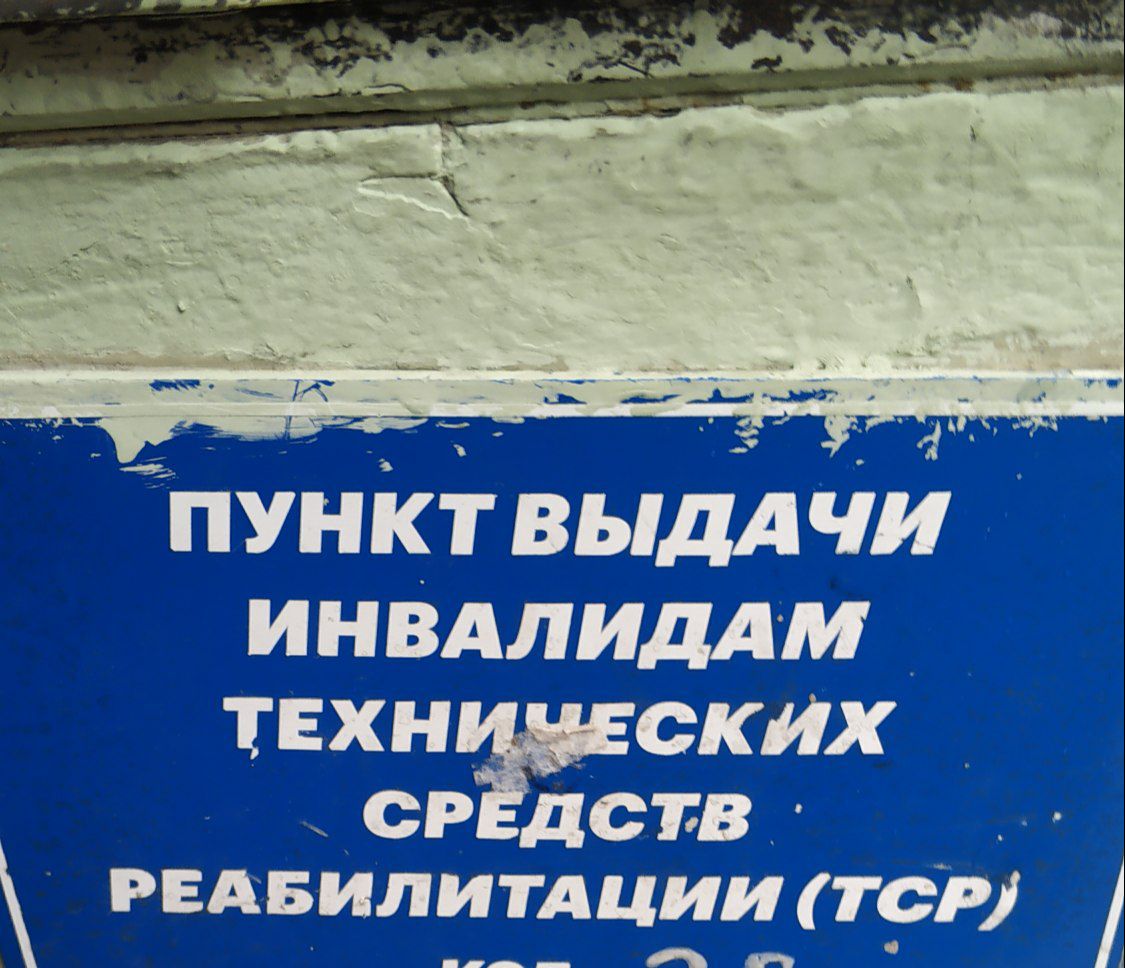 ПУНКТ ВЫДАЧИ
ИНВАЛИДАМ
ТЕХНИЧЕСКИХ
СРЕДСТВ
РЕАБИЛИТАЦИИ (ТСР)